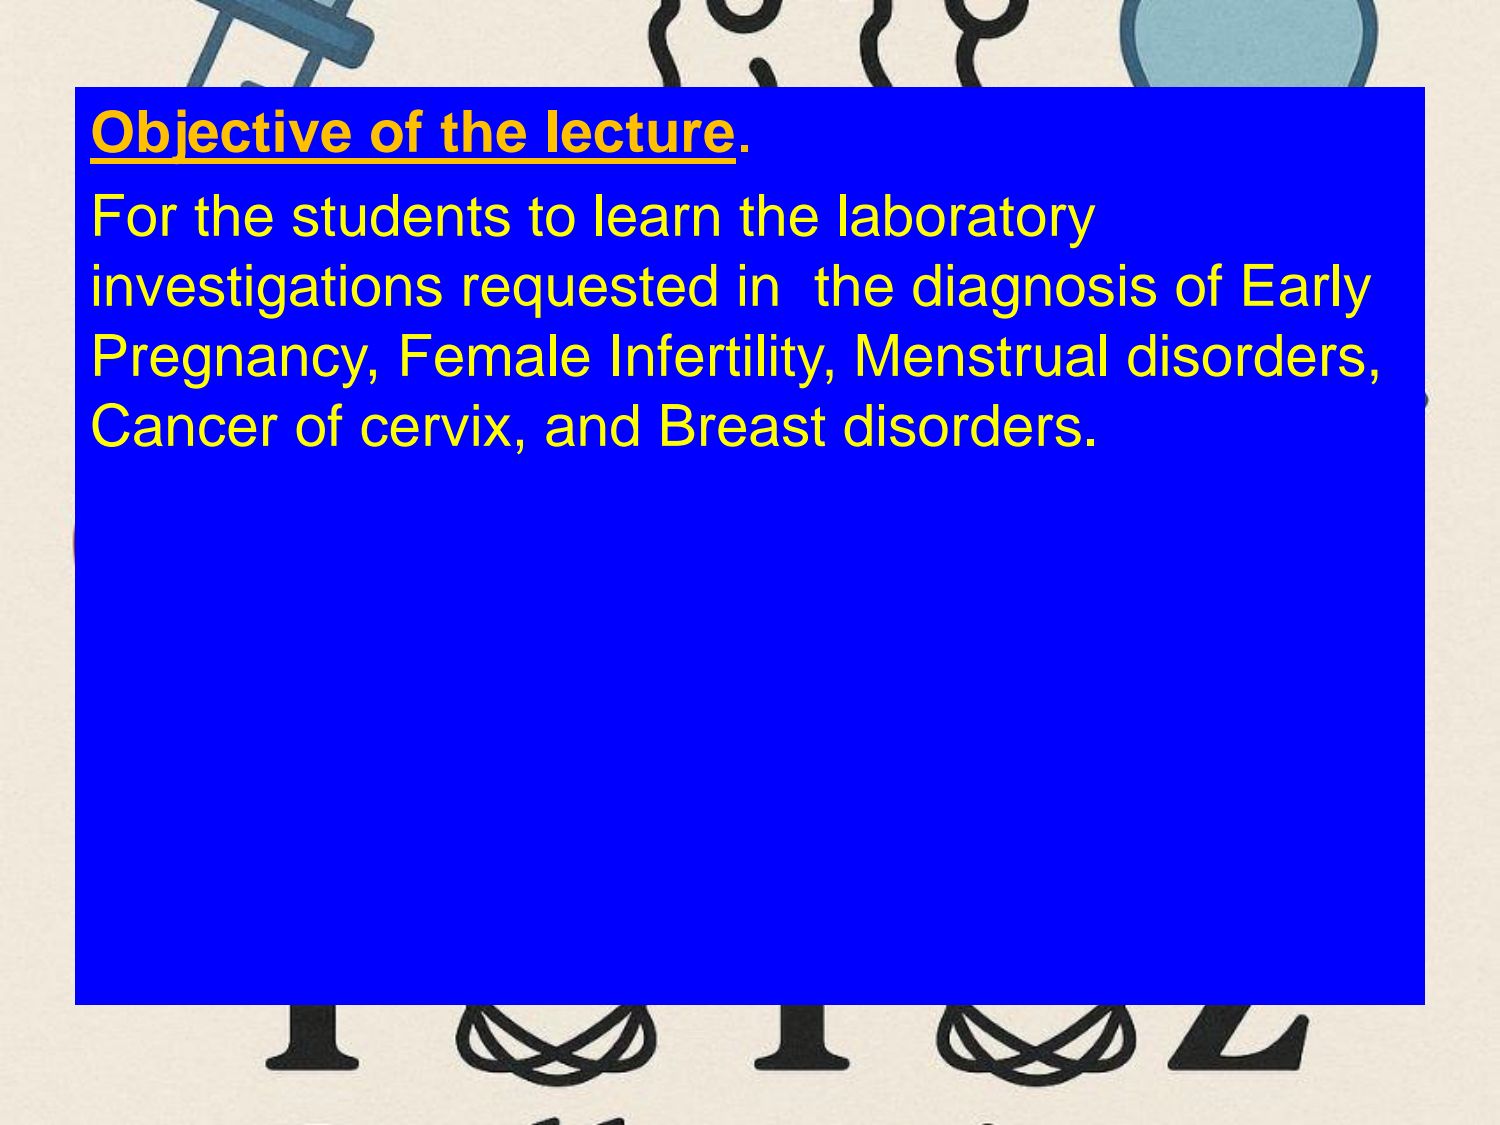 Objective of the lecture.
For the students to learn the laboratory
investigations requested in  the diagnosis of Early
Pregnancy, Female Infertility, Menstrual disorders,
Cancer of cervix, and Breast disorders.